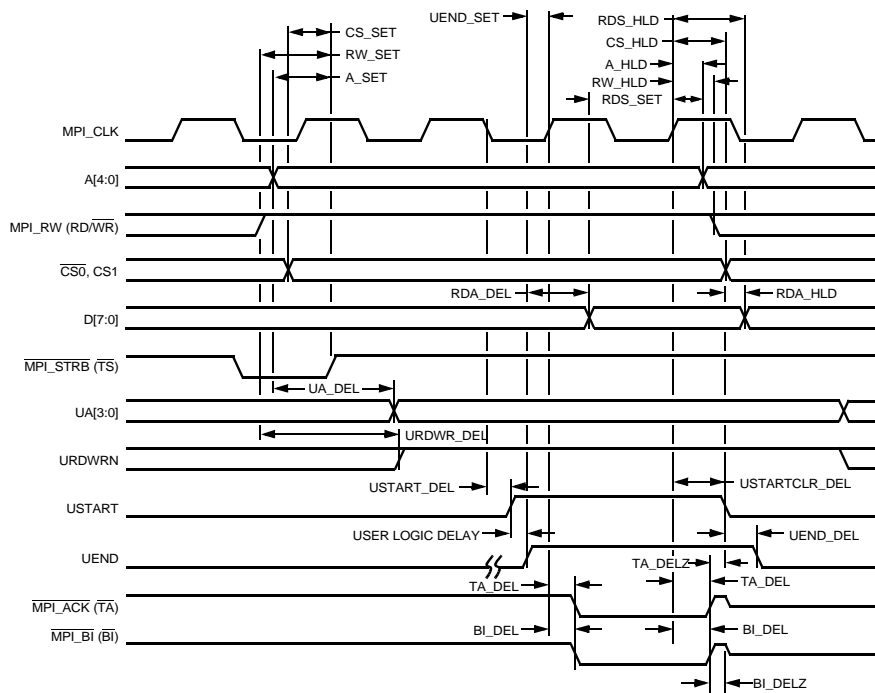 CS_SET
RW_SET
A_SET
UEND_SET
RDS_HLD
CS_HLD
A_HLD
RW_HLD
RDS_SET
MPI_CLK
A[4:0]
MPI_RW (RD/WR)
CS0, CS1
RDA_DEL
RDA_HLD
D[7:0]
MPI_STRB (TS)
UA_DEL
UA[3:0]
URDWR_DEL
URDWRN
USTART_DEL
USTARTCLR_DEL
USTART
USER LOGIC DELAY
UEND_DEL
UEND
TA_DELZ
TA_DEL
TA_DEL
MPI_ACK (TA)
BI_DEL
BI_DEL
MPI_BI (BI)
BI_DELZ